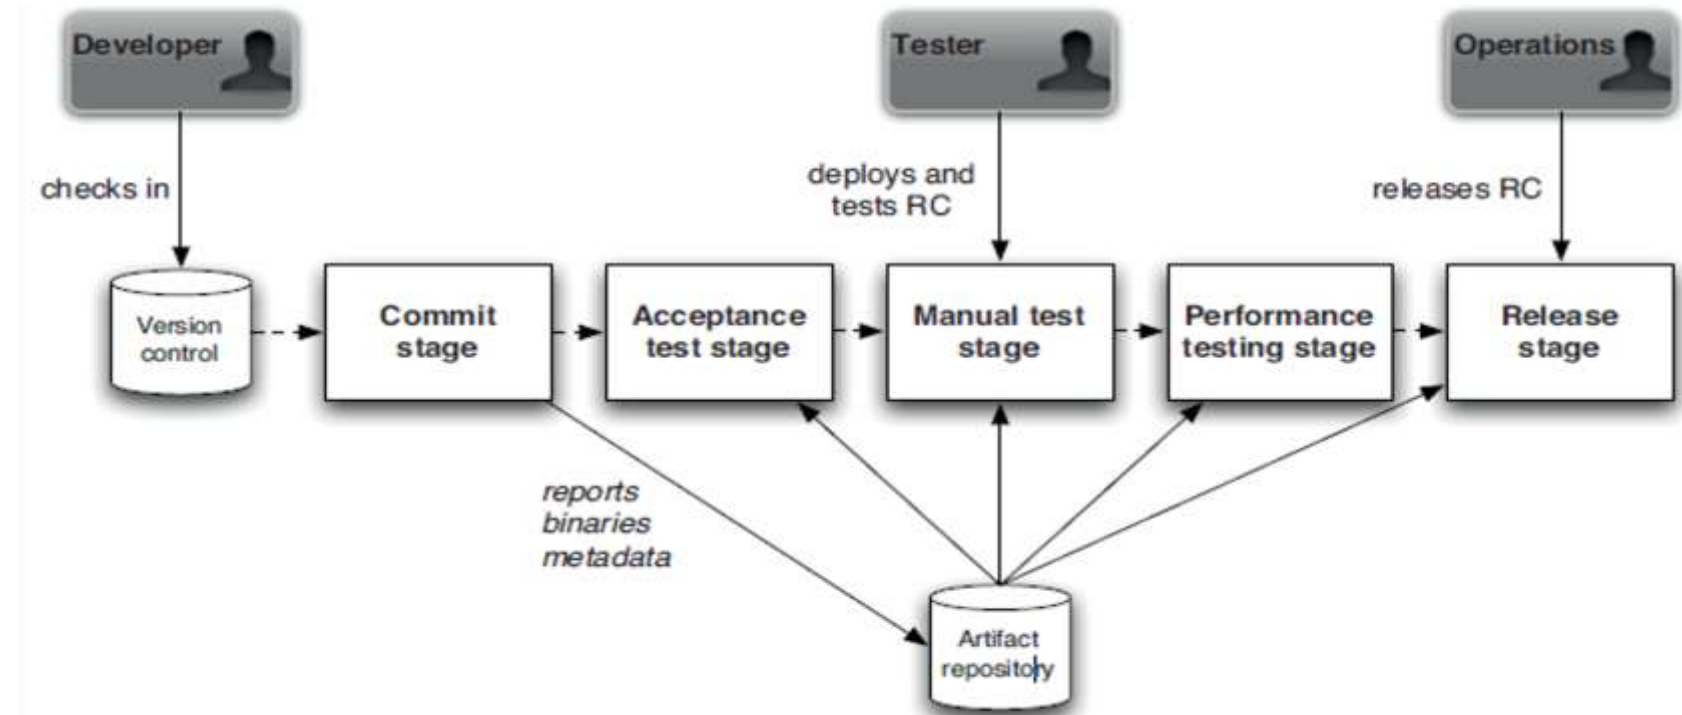 Developer
Tester
Operations
checks in
deploys and
tests RC
releases RC
Version
control
Commit
stage
Acceptance
test stage
Manual test
stage
Performance
testing stage
Release
stage
reports
binaries
metadata
Artifact
repository